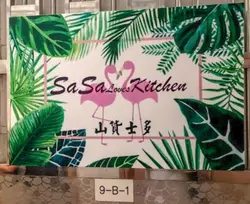 SaSa Loves Kitchen
山貨士多
9-B-1